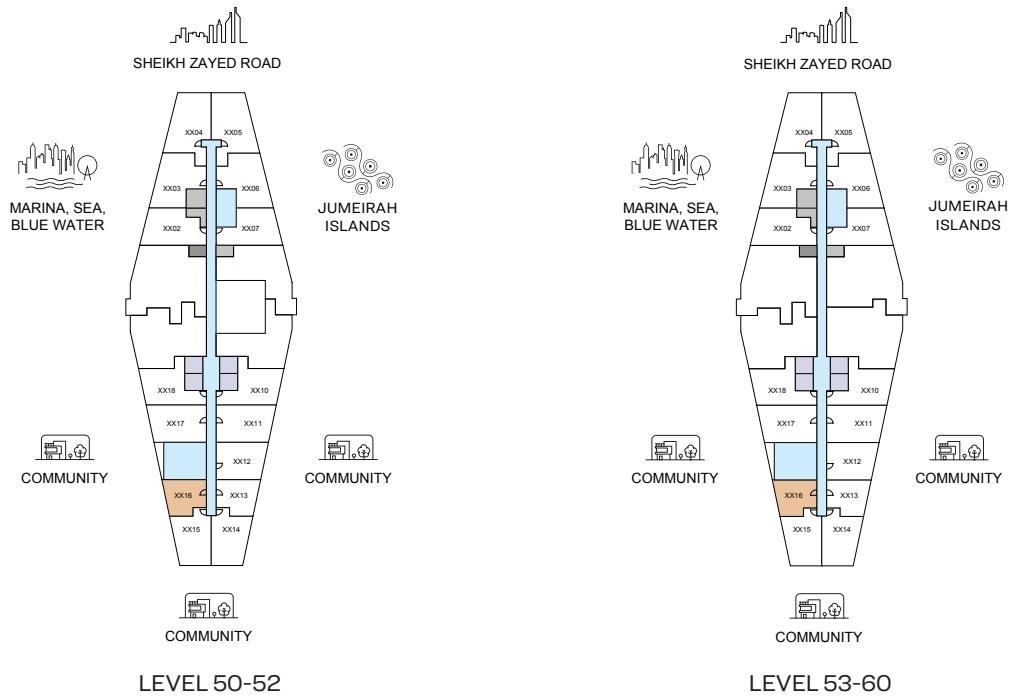 SHEIKH ZAYED ROAD
XX04
XX05
XX03
XX06
MARINA, SEA,
BLUE WATER
JUMEIRAH
ISLANDS
XX02
XX07
XX18
XX10
XX17
XX11
XX12
COMMUNITY
COMMUNITY
XX16
XX13
XX15
XX14
COMMUNITY
LEVEL 50-52
SHEIKH ZAYED ROAD
XX04
XX05
XX03
XX06
MARINA, SEA,
BLUE WATER
JUMEIRAH
ISLANDS
XX02
XX07
XX18
XX10
XX17
XX11
XX12
COMMUNITY
COMMUNITY
XX16
XX13
XX15
XX14
COMMUNITY
LEVEL 53-60